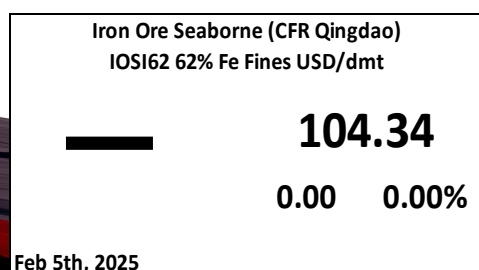 Iron Ore Seaborne (CFR Qingdao)
IOSI62 62% Fe Fines USD/dmt
104.34
0.00 0.00%
Feb 5th, 2025